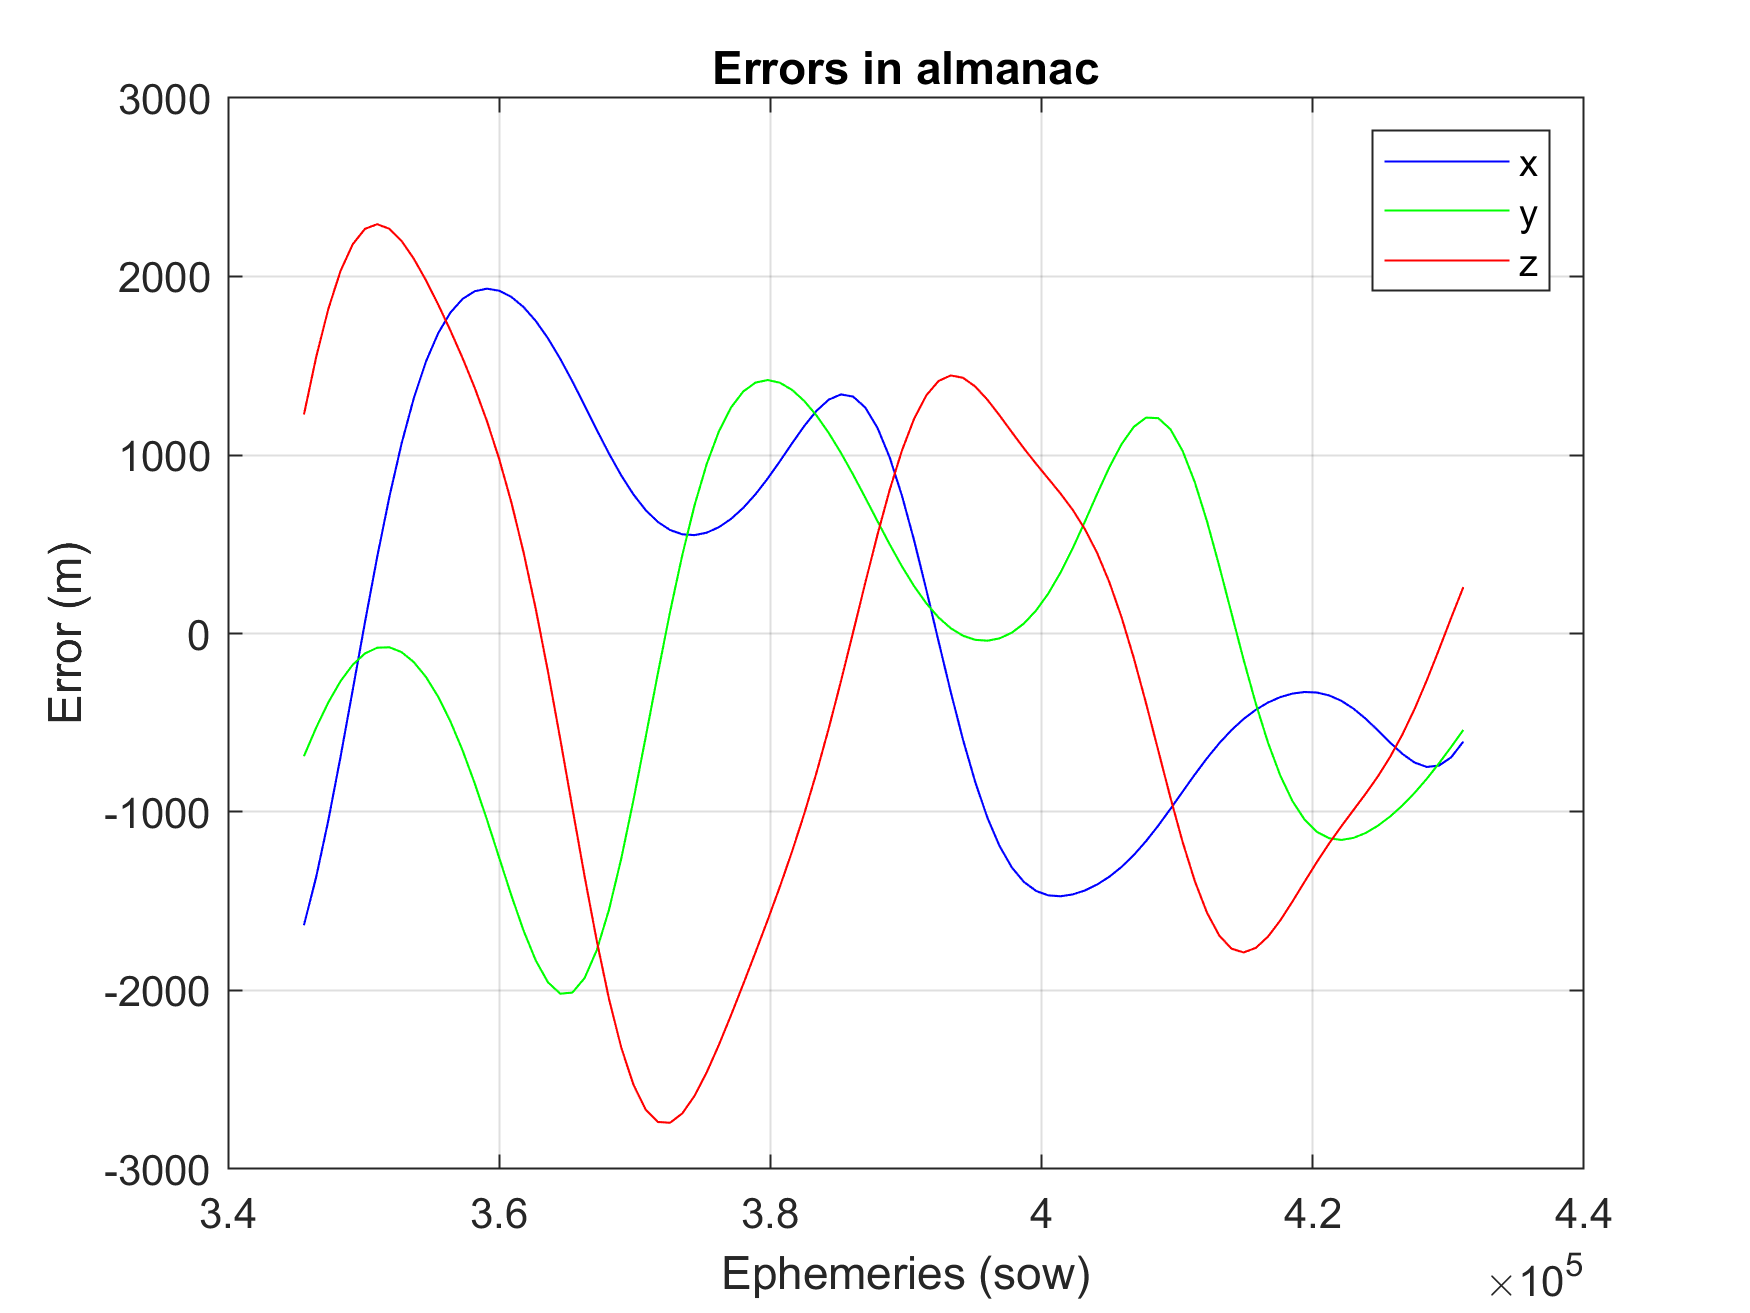 Errors in almanac
3000
2000
1000
0
-1000
-2000
-3000
Error (m)
x
y
z
3.4 3.6 3.8 4 4.2 4.4
Ephemeries (sow)
×10⁵